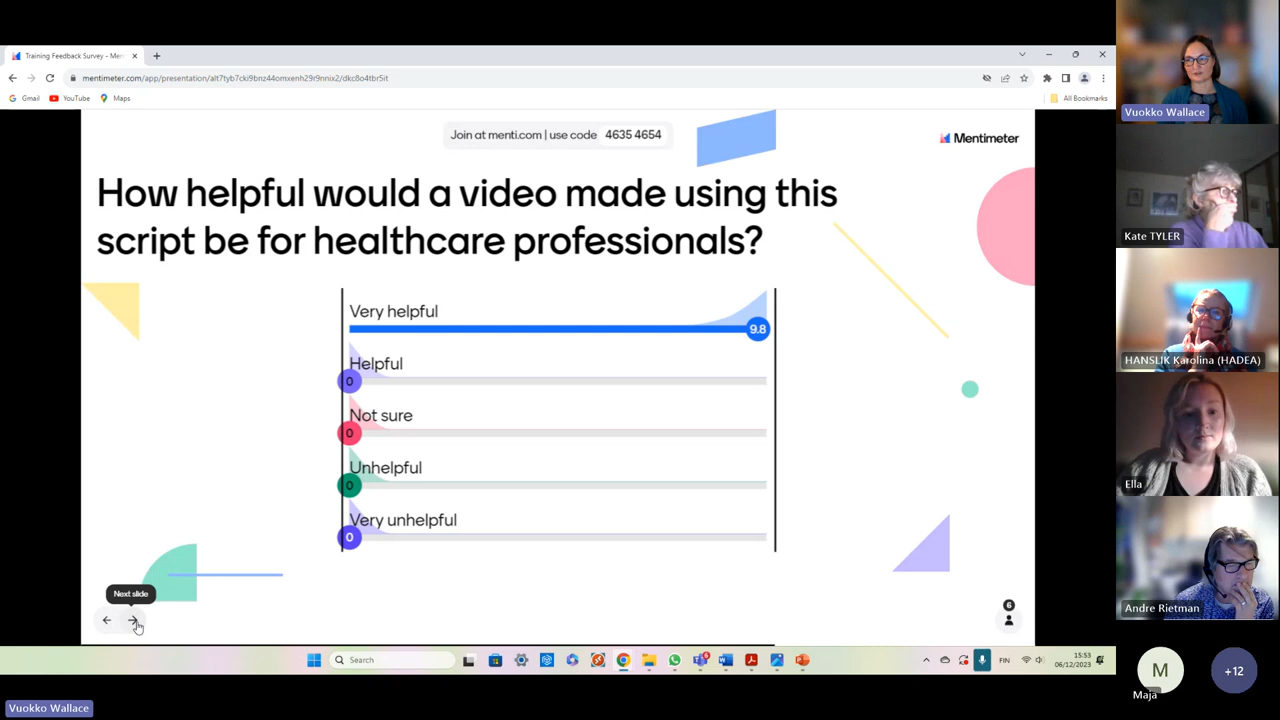 Training Feedback Survey - Men
mentimeter.com/app/presentation/alt7tyb7cki9bnz44omxenh29r9nnix2/dkc8o4tbr5it
Gmail
YouTube
Maps
All Bookmarks
Join at menti.com | use code 4635 4654
Mentimeter
How helpful would a video made using this
script be for healthcare professionals?
Very helpful
9.8
Helpful
0
Not sure
0
Unhelpful
0
Very unhelpful
0
Next slide
6
Search
FIN
15:53
06/12/2023
Vuokko Wallace
Vuokko Wallace
Kate TYLER
HANSLIK Karolina (HADEA)
Ella
Andre Rietman
M
Maja
+12